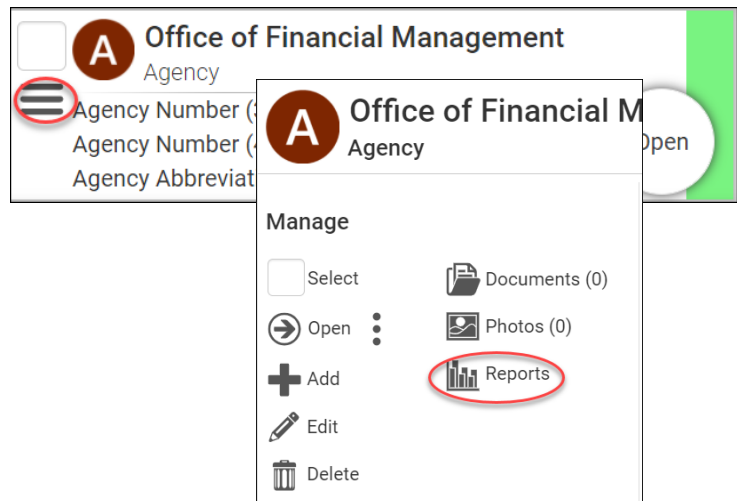 A
Office of Financial Management
Agency
Agency Number (
Agency Number (
Agency Abbreviat
Open
A
Office of Financial M
Agency
Manage
Select
Documents (0)
Open
Photos (0)
Add
Reports
Edit
Delete